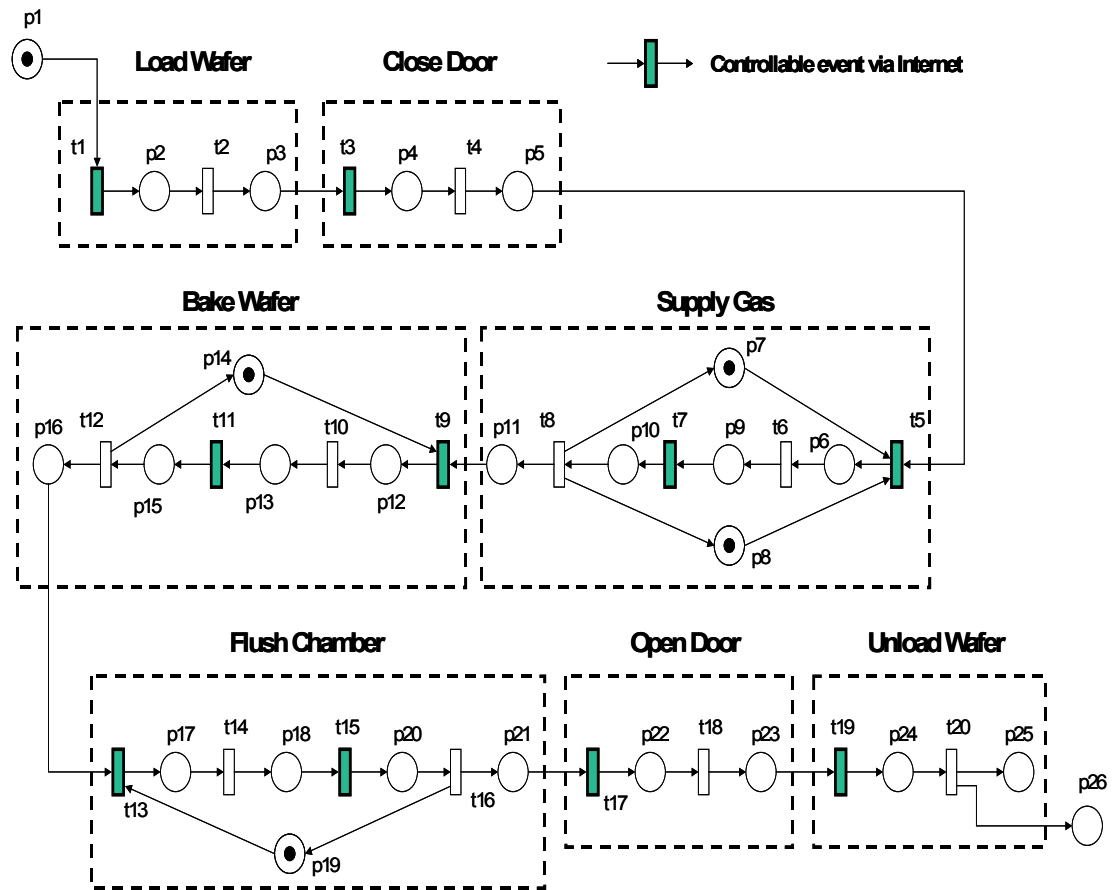 p1
Load Wafer
Close Door
Controllable event via Internet
t1
p2
t2
p3
t3
p4
t4
p5
Bake Wafer
Supply Gas
p14
p7
p16
t12
t11
t10
t9
p11
t8
p10
t7
p9
t6
p6
t5
p15
p13
p12
p8
Flush Chamber
Open Door
Unload Wafer
p17
t14
p18
t15
p20
p21
p22
t18
p23
t19
p24
t20
p25
t13
t16
t17
p26
p19